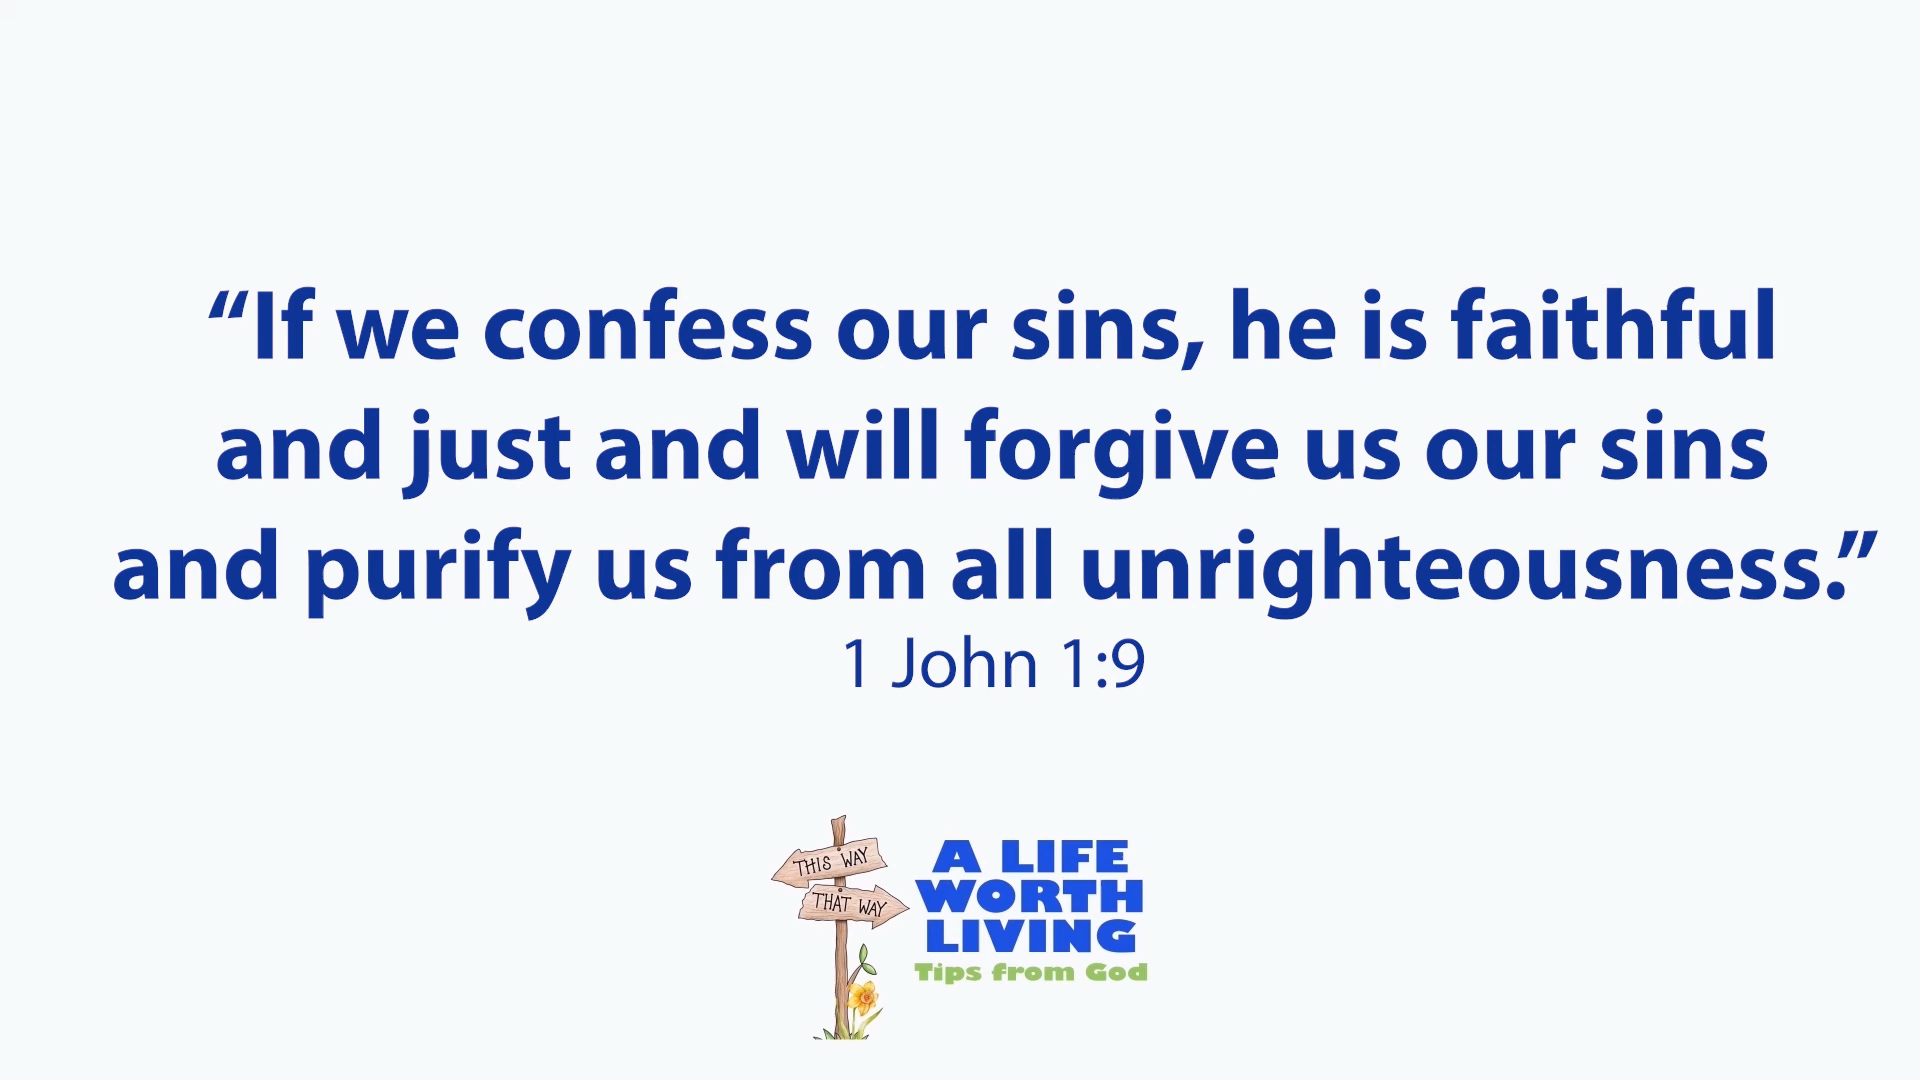 “If we confess our sins, he is faithful
and just and will forgive us our sins
and purify us from all unrighteousness.”
1 John 1:9
THIS WAY
THAT WAY
A LIFE
WORTH
LIVING
Tips from God